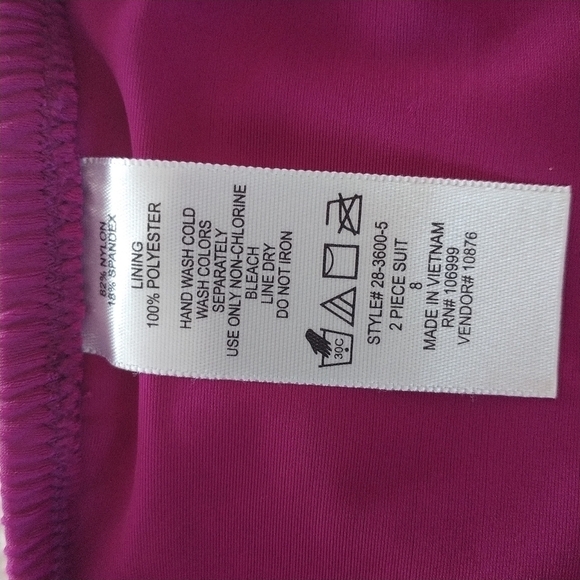 82% NYLON
18% SPANDEX
LINING
100% POLYESTER
HAND WASH COLD
WASH COLORS
SEPARATELY
USE ONLY NON-CHLORINE
BLEACH
LINE DRY
DO NOT IRON
30C
STYLE# 28-3600-5
2 PIECE SUIT
8
MADE IN VIETNAM
RN# 106999
VENDOR# 10876